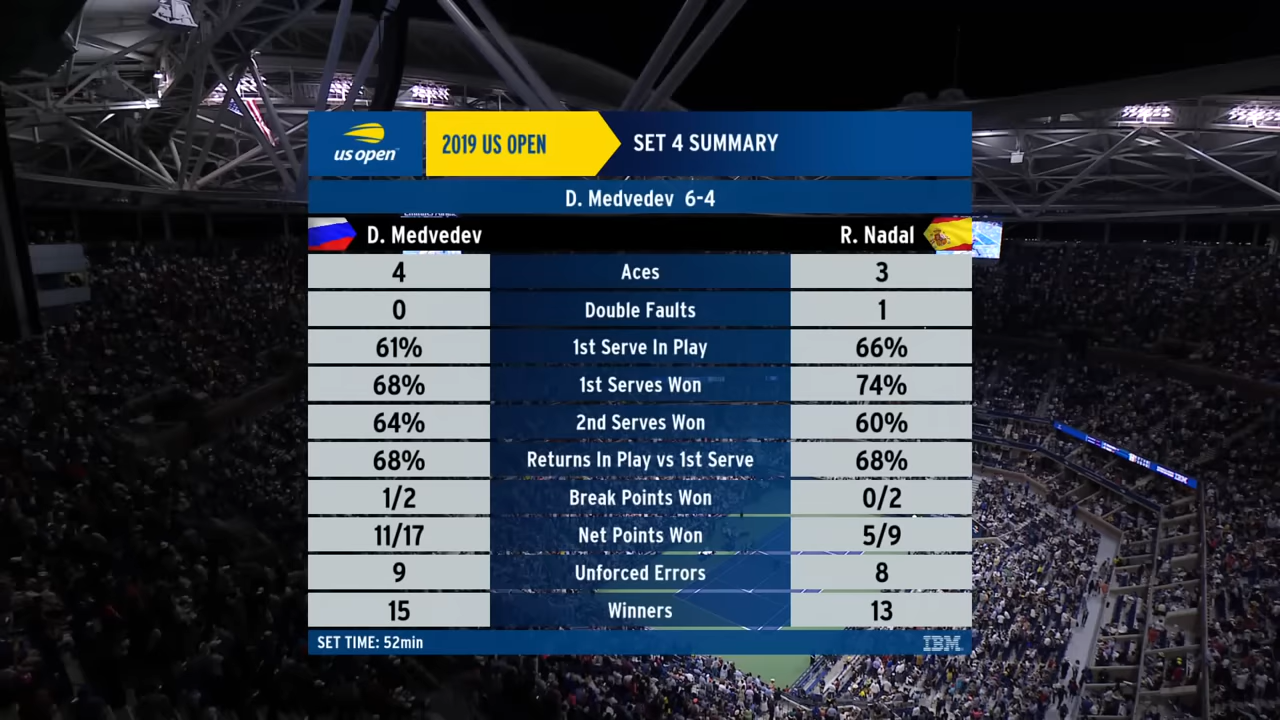 us open
2019 US OPEN
SET 4 SUMMARY
D. Medvedev 6-4
D. Medvedev R. Nadal
4 Aces 3
0 Double Faults 1
61% 1st Serve In Play 66%
68% 1st Serves Won 74%
64% 2nd Serves Won 60%
68% Returns In Play vs 1st Serve 68%
1/2 Break Points Won 0/2
11/17 Net Points Won 5/9
9 Unforced Errors 8
15 Winners 13
SET TIME: 52min
IBM